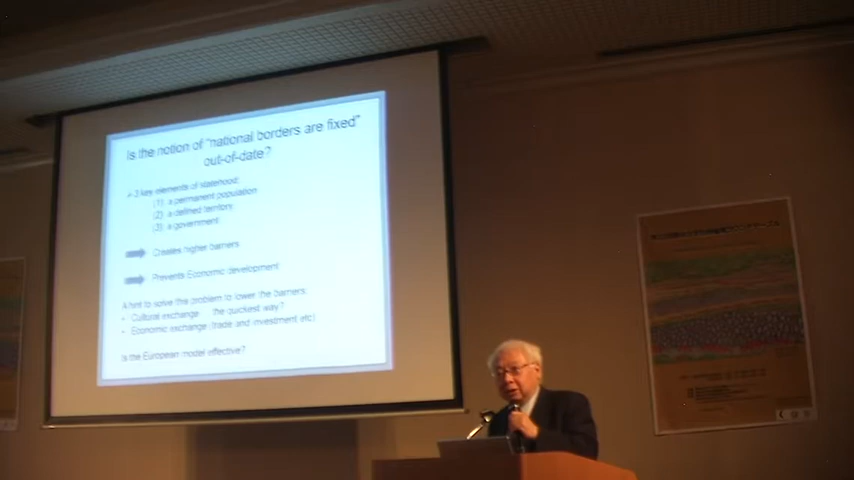 Is the notion of "national borders are fixed"
out-of-date?
3 key elements of statehood;
(1) a permanent population
(2) a defined territory
(3) a government
Creates higher barriers
Prevents Economic development
A hint to solve this problem to lower the barriers:
• Cultural exchange the quickest way?
• Economic exchange (trade and investment etc)
Is the European model effective?